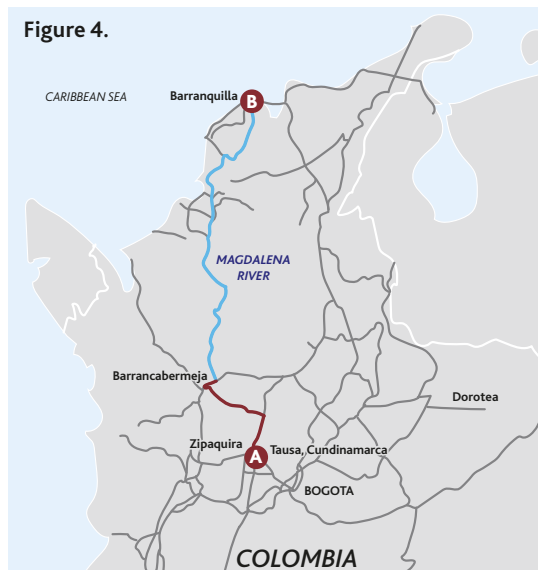 Figure 4.
CARIBBEAN SEA
Barranquilla
B
MAGDALENA
RIVER
Barrancabermeja
Dorotea
Zipaquira
A
Tausa, Cundinamarca
BOGOTA
COLOMBIA